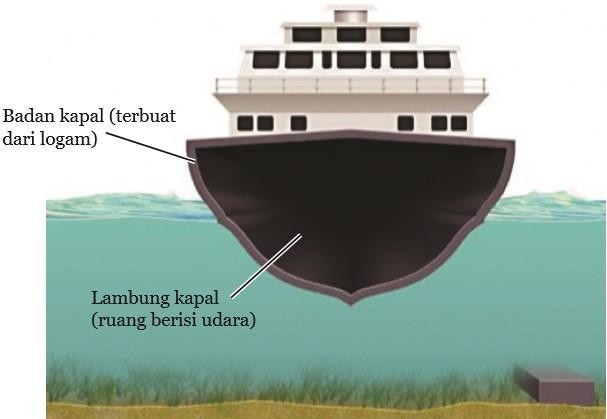 Badan kapal (terbuat
dari logam)
Lambung kapal
(ruang berisi udara)